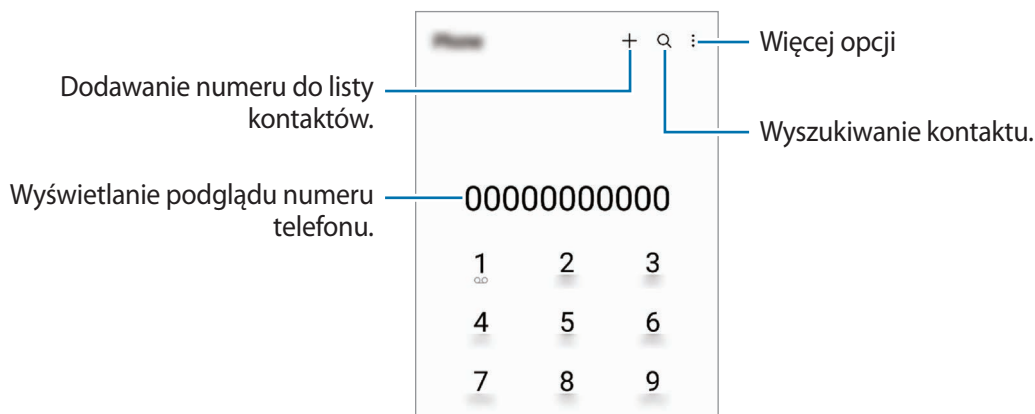 Więcej opcji
Dodawanie numeru do listy
kontaktów.
Wyszukiwanie kontaktu.
Wyświetlanie podglądu numeru
telefonu.
00000000000
1 2 3
4 5 6
7 8 9